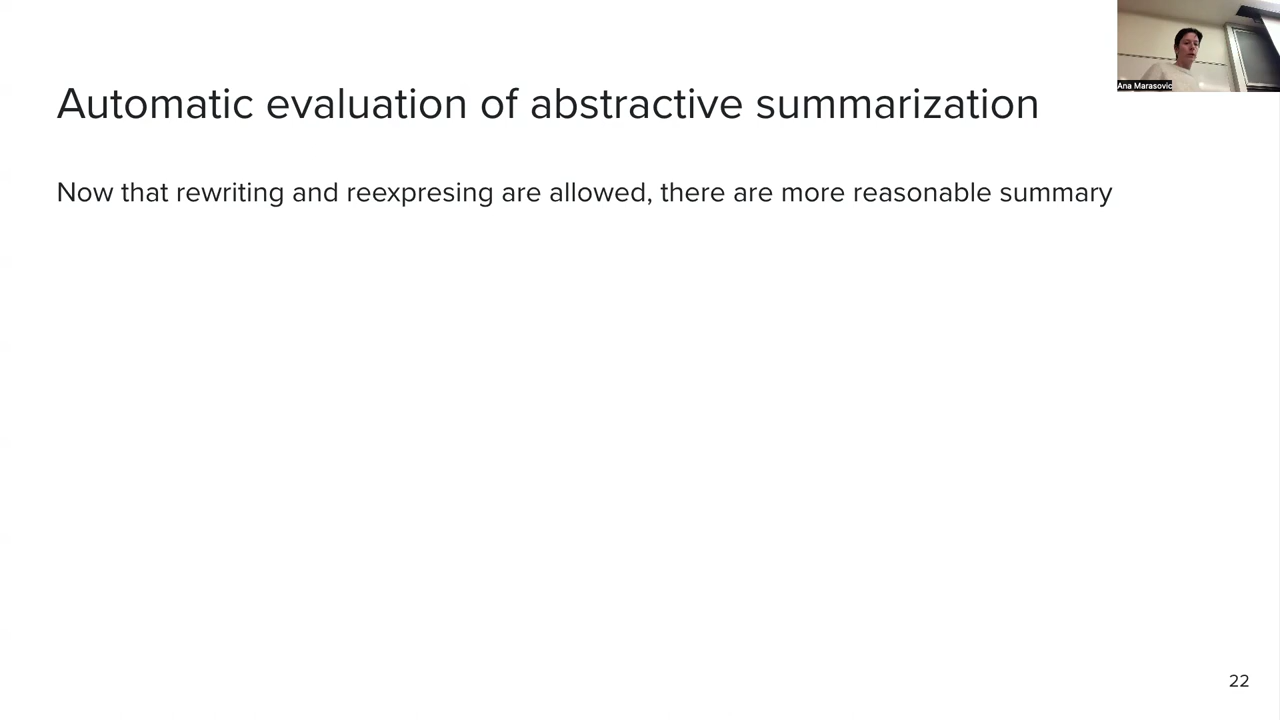 Ana Marasovic
Automatic evaluation of abstractive summarization
Now that rewriting and reexpresing are allowed, there are more reasonable summary
22